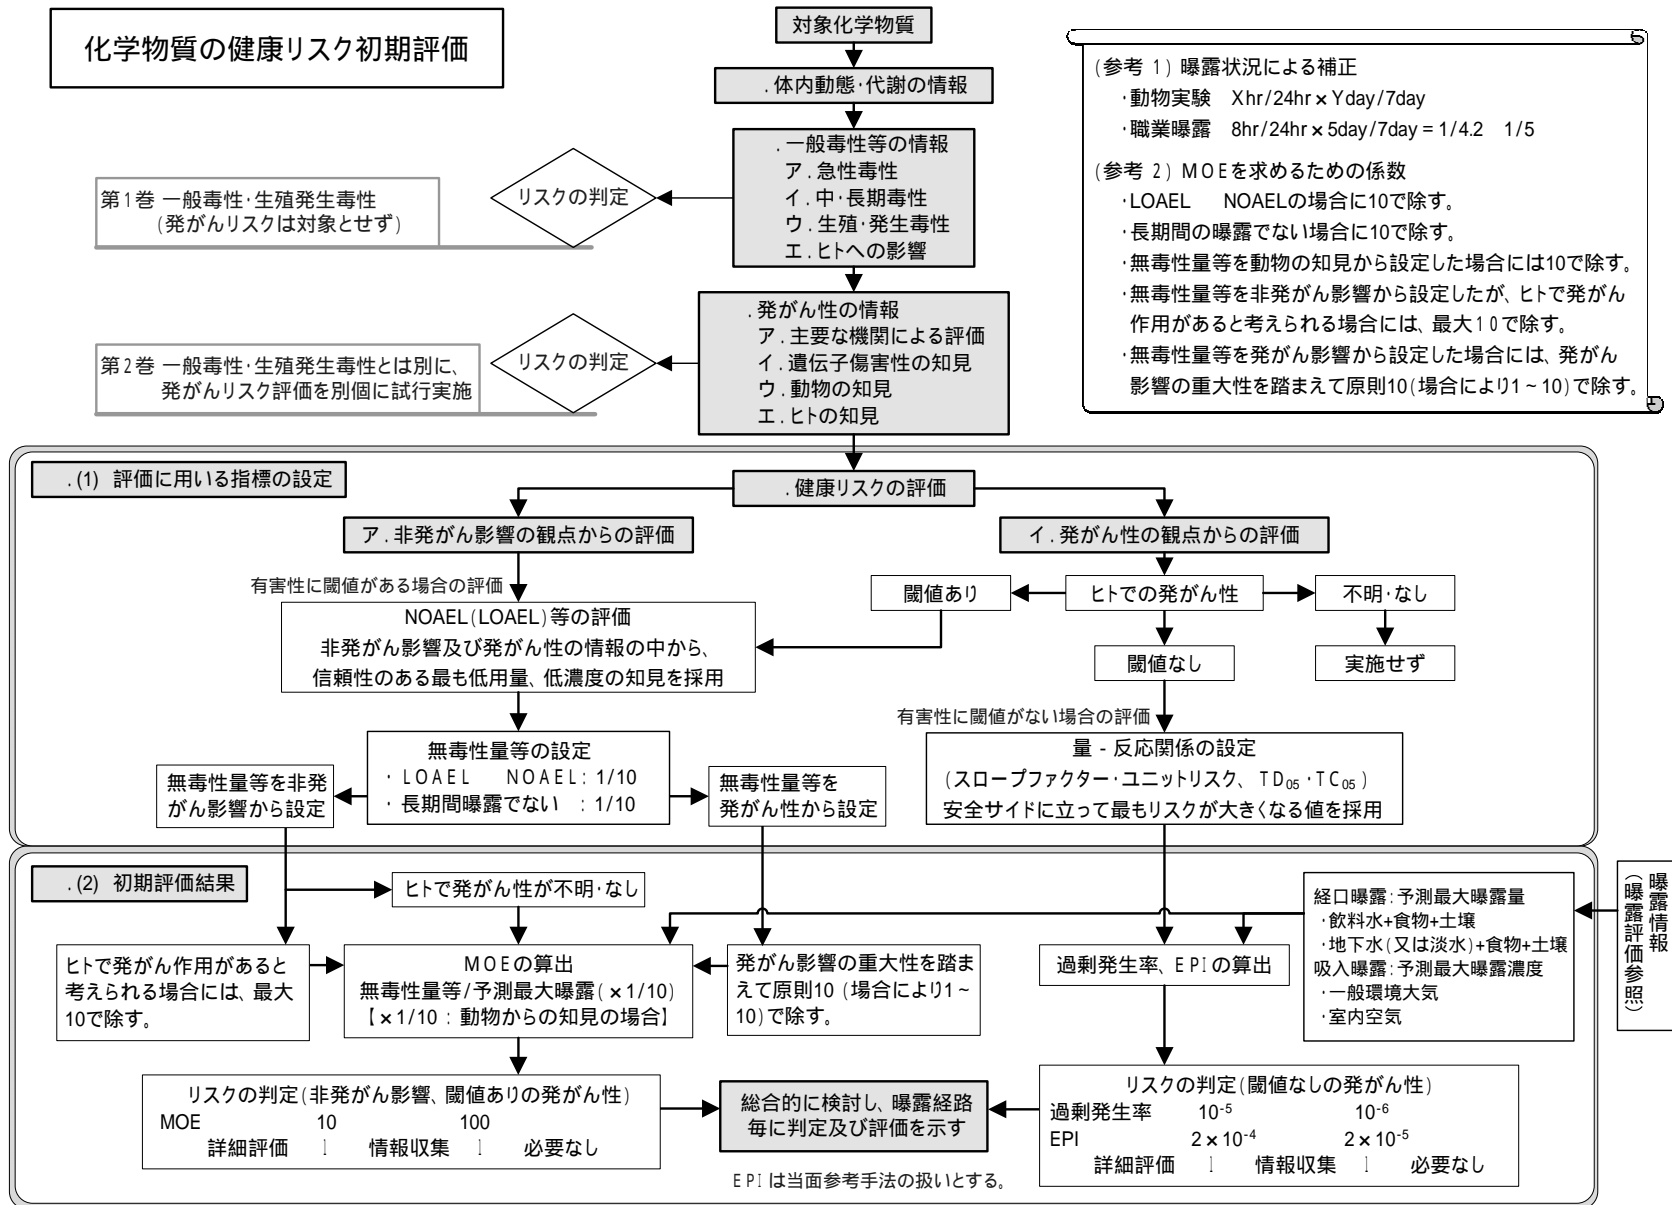 化学物質の健康リスク初期評価
対象化学物質
．体内動態・代謝の情報
．一般毒性等の情報
ア．急性毒性
イ．中・長期毒性
ウ．生殖・発生毒性
エ．ヒトへの影響
リスクの判定
第1巻 一般毒性・生殖発生毒性
(発がんリスクは対象とせず)
．発がん性の情報
ア．主要な機関による評価
イ．遺伝子傷害性の知見
ウ．動物の知見
エ．ヒトの知見
リスクの判定
第2巻 一般毒性・生殖発生毒性とは別に、
発がんリスク評価を別個に試行実施
(参考 1) 曝露状況による補正
・動物実験 Xhr/24hr×Yday/7day
・職業曝露 8hr/24hr×5day/7day = 1/4.2 1/5
(参考 2) MOEを求めるための係数
・LOAEL NOAELの場合に10で除す。
・長期間の曝露でない場合に10で除す。
・無毒性量等を動物の知見から設定した場合には10で除す。
・無毒性量等を非発がん影響から設定したが、ヒトで発がん
作用があると考えられる場合には、最大10で除す。
・無毒性量等を発がん影響から設定した場合には、発がん
影響の重大性を踏まえて原則10(場合により1～10)で除す。
．(1) 評価に用いる指標の設定
．健康リスクの評価
ア．非発がん影響の観点からの評価
イ．発がん性の観点からの評価
有害性に閾値がある場合の評価
閾値あり
ヒトでの発がん性
不明・なし
NOAEL(LOAEL)等の評価
非発がん影響及び発がん性の情報の中から、
信頼性のある最も低用量、低濃度の知見を採用
閾値なし
実施せず
有害性に閾値がない場合の評価
無毒性量等の設定
・LOAEL NOAEL: 1/10
・長期間曝露でない : 1/10
無毒性量等を非発
がん影響から設定
無毒性量等を
発がん性から設定
量 - 反応関係の設定
(スロープファクター・ユニットリスク、TD₀₅・TC₀₅)
安全サイドに立って最もリスクが大きくなる値を採用
．(2) 初期評価結果
ヒトで発がん性が不明・なし
ヒトで発がん作用があると
考えられる場合には、最大
10で除す。
MOEの算出
無毒性量等/予測最大曝露(×1/10)
【×1/10：動物からの知見の場合】
発がん影響の重大性を踏ま
えて原則10 (場合により1～
10)で除す。
過剰発生率、EPIの算出
経口曝露:予測最大曝露量
・飲料水+食物+土壌
・地下水(又は淡水)+食物+土壌
吸入曝露:予測最大曝露濃度
・一般環境大気
・室内空気
曝露情報
(曝露評価参照)
リスクの判定(非発がん影響、閾値ありの発がん性)
MOE 10 100
詳細評価 情報収集 必要なし
総合的に検討し、曝露経路
毎に判定及び評価を示す
リスクの判定(閾値なしの発がん性)
過剰発生率 10⁻⁵ 10⁻⁶
EPI 2×10⁻⁴ 2×10⁻⁵
詳細評価 情報収集 必要なし
EPIは当面参考手法の扱いとする。